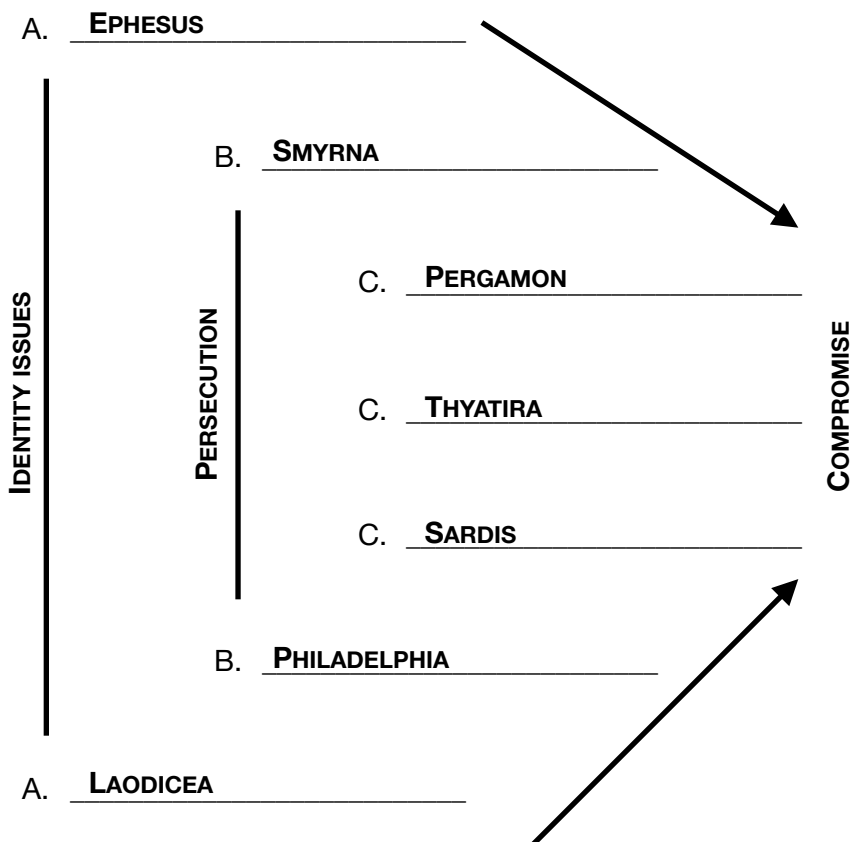 A. EPHESUS
B. SMYRNA
C. PERGAMON
C. THYATIRA
C. SARDIS
B. PHILADELPHIA
A. LAODICEA
IDENTITY ISSUES
PERSECUTION
COMPROMISE